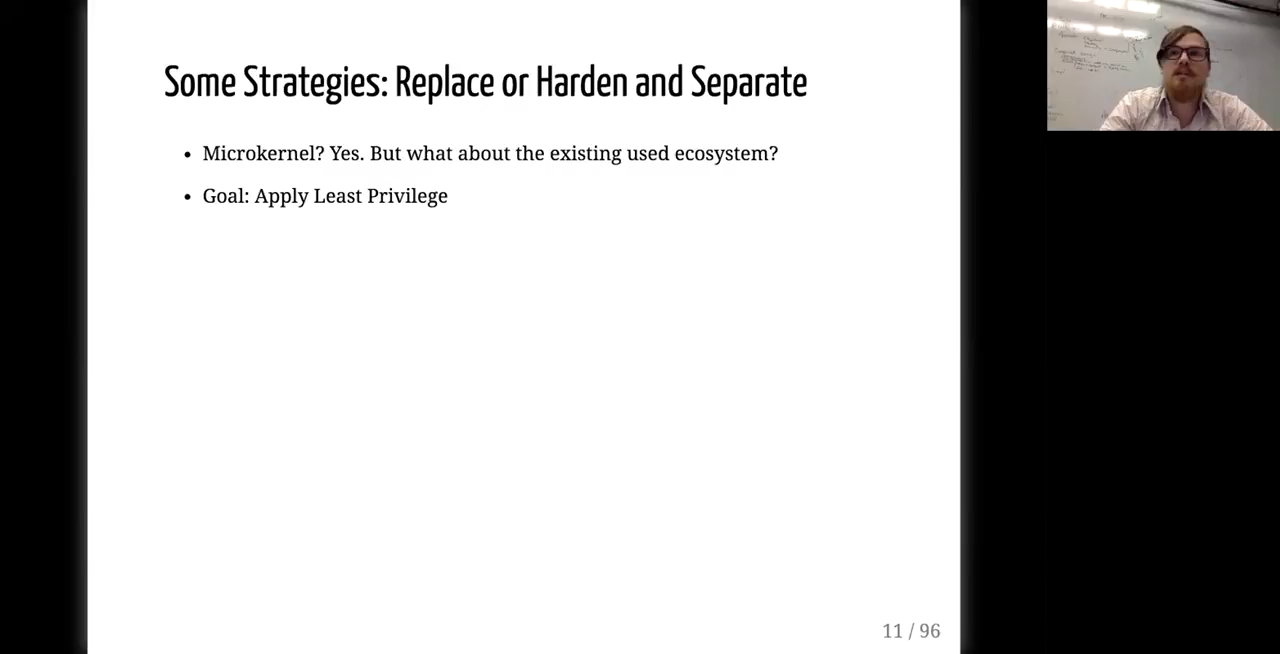 Some Strategies: Replace or Harden and Separate
• Microkernel? Yes. But what about the existing used ecosystem?
• Goal: Apply Least Privilege
11 / 96